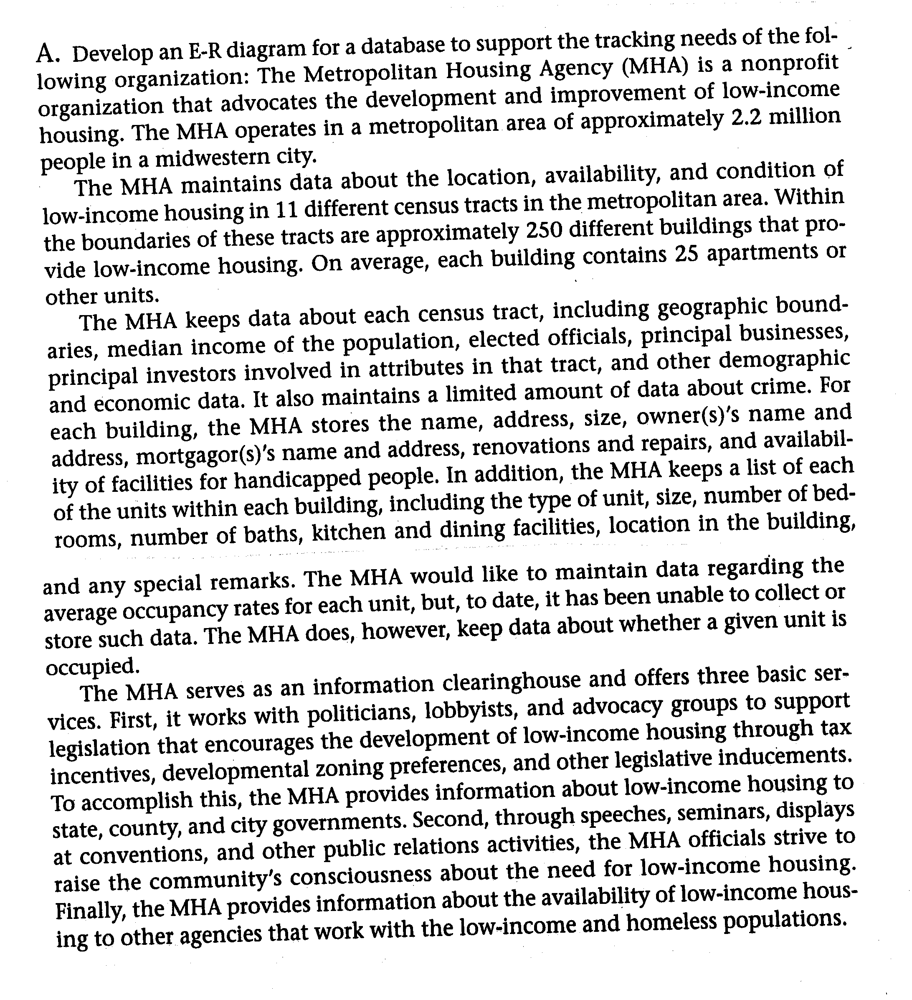 A. Develop an E-R diagram for a database to support the tracking needs of the fol-
lowing organization: The Metropolitan Housing Agency (MHA) is a nonprofit
organization that advocates the development and improvement of low-income
housing. The MHA operates in a metropolitan area of approximately 2.2 million
people in a midwestern city.
The MHA maintains data about the location, availability, and condition of
low-income housing in 11 different census tracts in the metropolitan area. Within
the boundaries of these tracts are approximately 250 different buildings that pro-
vide low-income housing. On average, each building contains 25 apartments or
other units.
The MHA keeps data about each census tract, including geographic bound-
aries, median income of the population, elected officials, principal businesses,
principal investors involved in attributes in that tract, and other demographic
and economic data. It also maintains a limited amount of data about crime. For
each building, the MHA stores the name, address, size, owner(s)'s name and
address, mortgagor(s)'s name and address, renovations and repairs, and availabil-
ity of facilities for handicapped people. In addition, the MHA keeps a list of each
of the units within each building, including the type of unit, size, number of bed-
rooms, number of baths, kitchen and dining facilities, location in the building,
and any special remarks. The MHA would like to maintain data regarding the
average occupancy rates for each unit, but, to date, it has been unable to collect or
store such data. The MHA does, however, keep data about whether a given unit is
occupied.
The MHA serves as an information clearinghouse and offers three basic ser-
vices. First, it works with politicians, lobbyists, and advocacy groups to support
legislation that encourages the development of low-income housing through tax
incentives, developmental zoning preferences, and other legislative inducements.
To accomplish this, the MHA provides information about low-income housing to
state, county, and city governments. Second, through speeches, seminars, displays
at conventions, and other public relations activities, the MHA officials strive to
raise the community's consciousness about the need for low-income housing.
Finally, the MHA provides information about the availability of low-income hous-
ing to other agencies that work with the low-income and homeless populations.